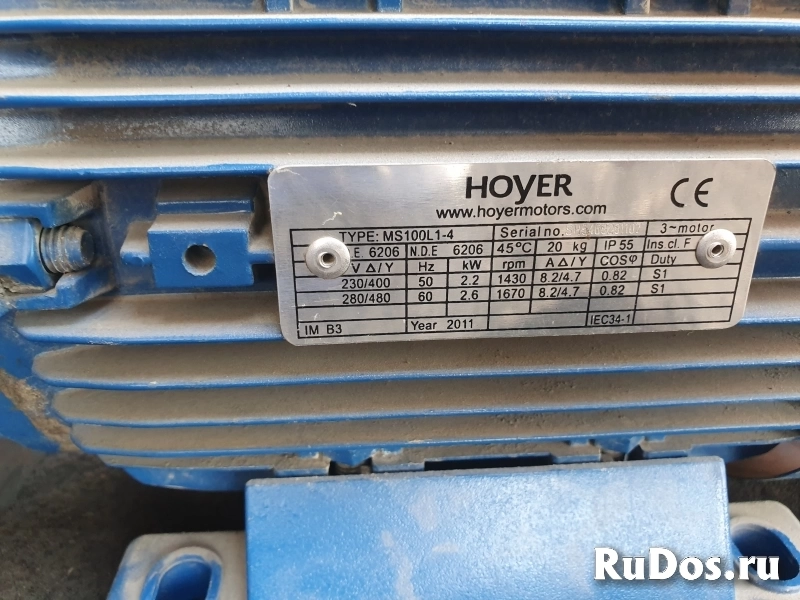 HOYER CE
www.hoyermotors.com
TYPE: MS100L1-4 Serial no. 3~motor
.E. 6206 N.D.E 6206 45°C 20 kg IP 55 Ins.cl. F
V Δ/Y Hz kW rpm A Δ/Y COSφ Duty
230/400 50 2.2 1430 8.2/4.7 0.82 S1
280/480 60 2.6 1670 8.2/4.7 0.82 S1
IM B3 Year 2011 IEC34-1
RuDos.ru